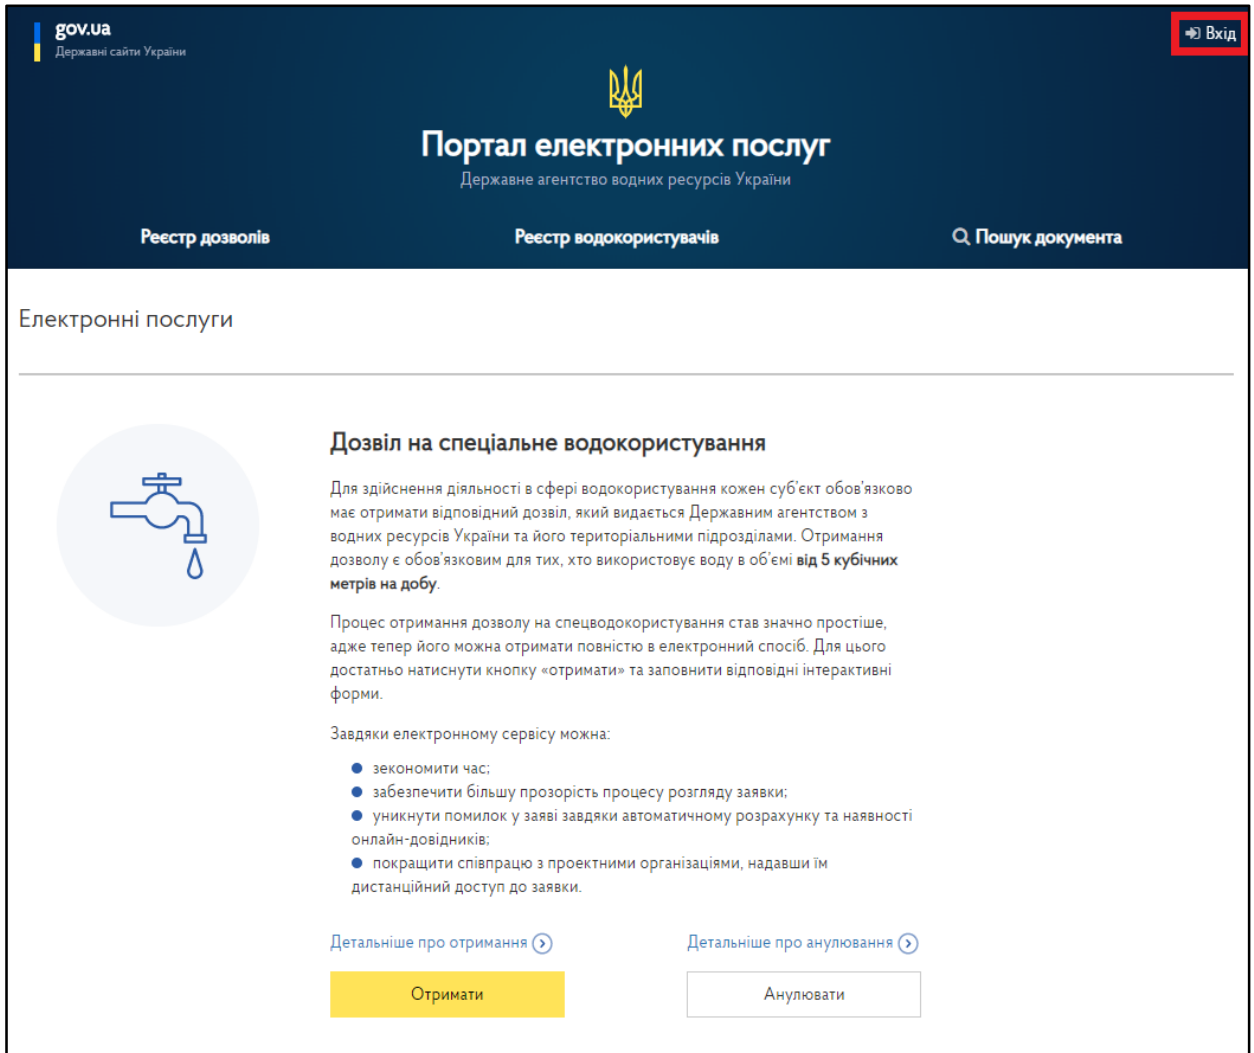 gov.ua
Державні сайти України
Вхід
Портал електронних послуг
Державне агентство водних ресурсів України
Реєстр дозволів
Реєстр водокористувачів
Пошук документа
Електронні послуги
Дозвіл на спеціальне водокористування
Для здійснення діяльності в сфері водокористування кожен суб'єкт обов'язково
має отримати відповідний дозвіл, який видається Державним агентством з
водних ресурсів України та його територіальними підрозділами. Отримання
дозволу є обов'язковим для тих, хто використовує воду в об'ємі від 5 кубічних
метрів на добу.
Процес отримання дозволу на спецводокористування став значно простіше,
адже тепер його можна отримати повністю в електронний спосіб. Для цього
достатньо натиснути кнопку «отримати» та заповнити відповідні інтерактивні
форми.
Завдяки електронному сервісу можна:
зекономити час;
забезпечити більшу прозорість процесу розгляду заявки;
уникнути помилок у заяві завдяки автоматичному розрахунку та наявності
онлайн-довідників;
покращити співпрацю з проектними організаціями, надавши їм
дистанційний доступ до заявки.
Детальніше про отримання
Детальніше про анулювання
Отримати
Анулювати